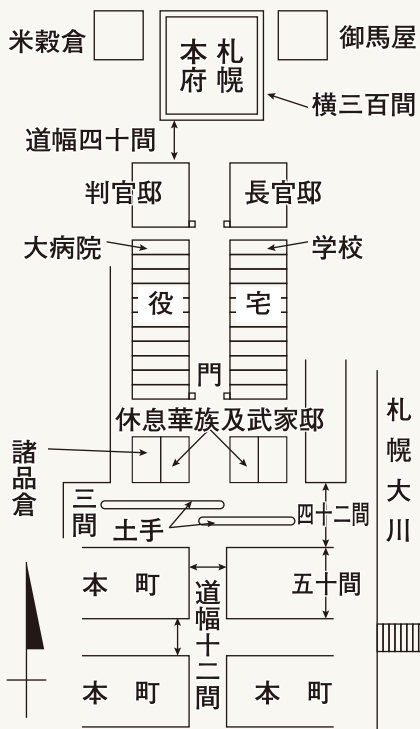 米穀倉
札幌
本府
御馬屋
横三百間
道幅四十間
判官邸
長官邸
大病院
学校
役
宅
門
休息華族及武家邸
諸品倉
札幌大川
三間
土手
四十二間
本町
道幅十二間
五十間
本町
本町